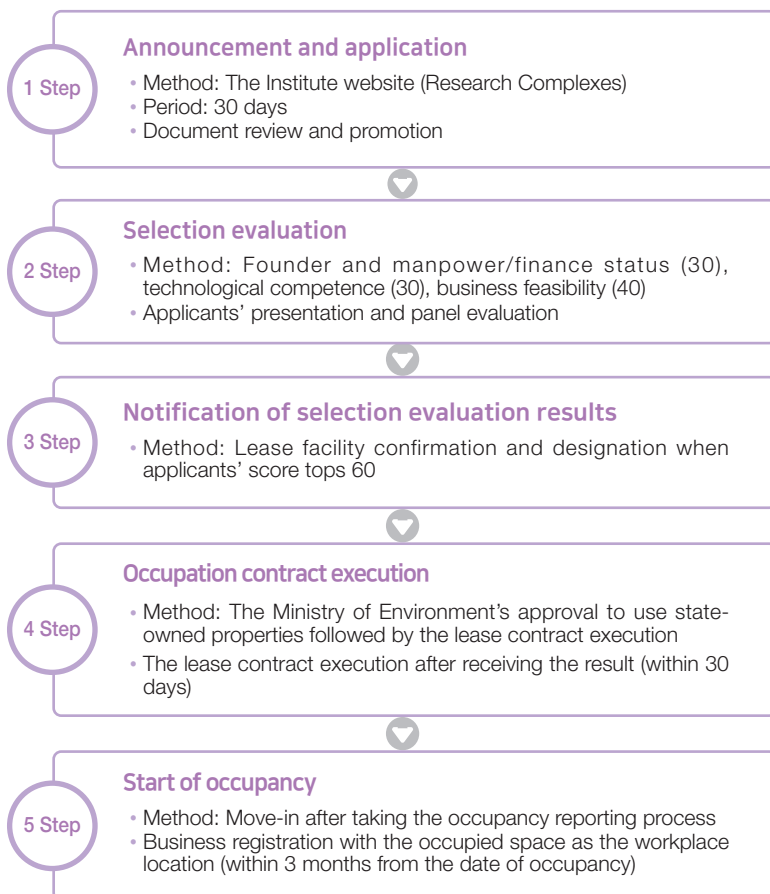 1 Step
Announcement and application
• Method: The Institute website (Research Complexes)
• Period: 30 days
• Document review and promotion
2 Step
Selection evaluation
• Method: Founder and manpower/finance status (30),
technological competence (30), business feasibility (40)
• Applicants’ presentation and panel evaluation
3 Step
Notification of selection evaluation results
• Method: Lease facility confirmation and designation when
applicants’ score tops 60
4 Step
Occupation contract execution
• Method: The Ministry of Environment’s approval to use state-
owned properties followed by the lease contract execution
• The lease contract execution after receiving the result (within 30
days)
5 Step
Start of occupancy
• Method: Move-in after taking the occupancy reporting process
• Business registration with the occupied space as the workplace
location (within 3 months from the date of occupancy)